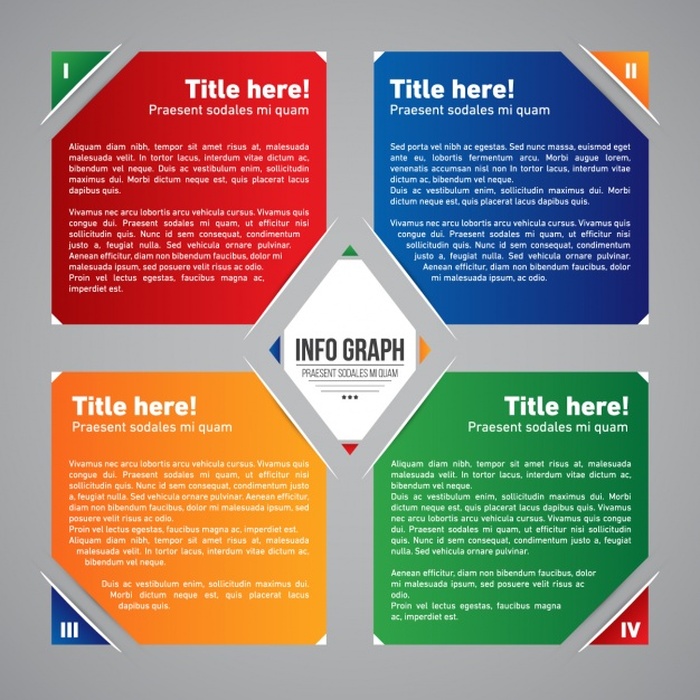 I
Title here!
Praesent sodales mi quam
Aliquam diam nibh, tempor sit amet risus at, malesuada
malesuada velit. In tortor lacus, interdum vitae dictum ac,
bibendum vel neque. Duis ac vestibulum enim, sollicitudin
maximus dui. Morbi dictum neque est, quis placerat lacus
dapibus quis.
Vivamus nec arcu lobortis arcu vehicula cursus. Vivamus quis
congue dui. Praesent sodales mi quam, ut efficitur nisi
sollicitudin quis. Nunc id sem consequat, condimentum
justo a, feugiat nulla. Sed vehicula ornare pulvinar.
Aenean efficitur, diam non bibendum faucibus, dolor mi
malesuada ipsum, sed posuere velit risus ac odio.
Proin vel lectus egestas, faucibus magna ac,
imperdiet est.
II
Title here!
Praesent sodales mi quam
Sed porta vel nibh ac egestas. Sed nunc massa, euismod eget
ante eu, lobortis fermentum arcu. Morbi augue lorem,
venenatis accumsan nisl non In tortor lacus, interdum vitae
dictum ac, bibendum vel neque.
Duis ac vestibulum enim, sollicitudin maximus dui. Morbi
dictum neque est, quis placerat lacus dapibus quis.
Vivamus nec arcu lobortis arcu vehicula cursus. Vivamus quis
congue dui. Praesent sodales mi quam, ut efficitur nisi
sollicitudin quis. Nunc id sem consequat, condimentum
justo a, feugiat nulla. Sed vehicula ornare pulvinar.
Aenean efficitur, diam non bibendum faucibus, dolor
mi malesuada ipsum, ac odio.
INFO GRAPH
PRAESENT SODALES MI QUAM
Title here!
Praesent sodales mi quam
Vivamus nec arcu lobortis arcu vehicula cursus. Vivamus quis
congue dui. Praesent sodales mi quam, ut efficitur nisi
sollicitudin quis. Nunc id sem consequat, condimentum justo
a, feugiat nulla. Sed vehicula ornare pulvinar. Aenean efficitur,
diam non bibendum faucibus, dolor mi malesuada ipsum, sed
posuere velit risus ac odio.
Proin vel lectus egestas, faucibus magna ac, imperdiet est.
Aliquam diam nibh, tempor sit amet risus at, malesuada
malesuada velit. In tortor lacus, interdum vitae dictum ac,
bibendum vel neque.
Duis ac vestibulum enim, sollicitudin maximus dui.
Morbi dictum neque est, quis placerat lacus
dapibus quis.
III
Title here!
Praesent sodales mi quam
Aliquam diam nibh, tempor sit amet risus at, malesuada
malesuada velit. In tortor lacus, interdum vitae dictum ac,
bibendum vel neque.
Duis ac vestibulum enim, sollicitudin maximus dui. Morbi
dictum neque est, quis placerat lacus dapibus quis. Vivamus
nec arcu lobortis arcu vehicula cursus. Vivamus quis congue
dui. Praesent sodales mi quam, ut efficitur nisi sollicitudin
quis. Nunc id sem consequat, condimentum justo a, feugiat
nulla. Sed vehicula ornare pulvinar.
Aenean efficitur, diam non bibendum faucibus, dolor
mi malesuada ipsum, sed posuere velit risus ac
odio.
Proin vel lectus egestas, faucibus magna
ac, imperdiet est.
IV